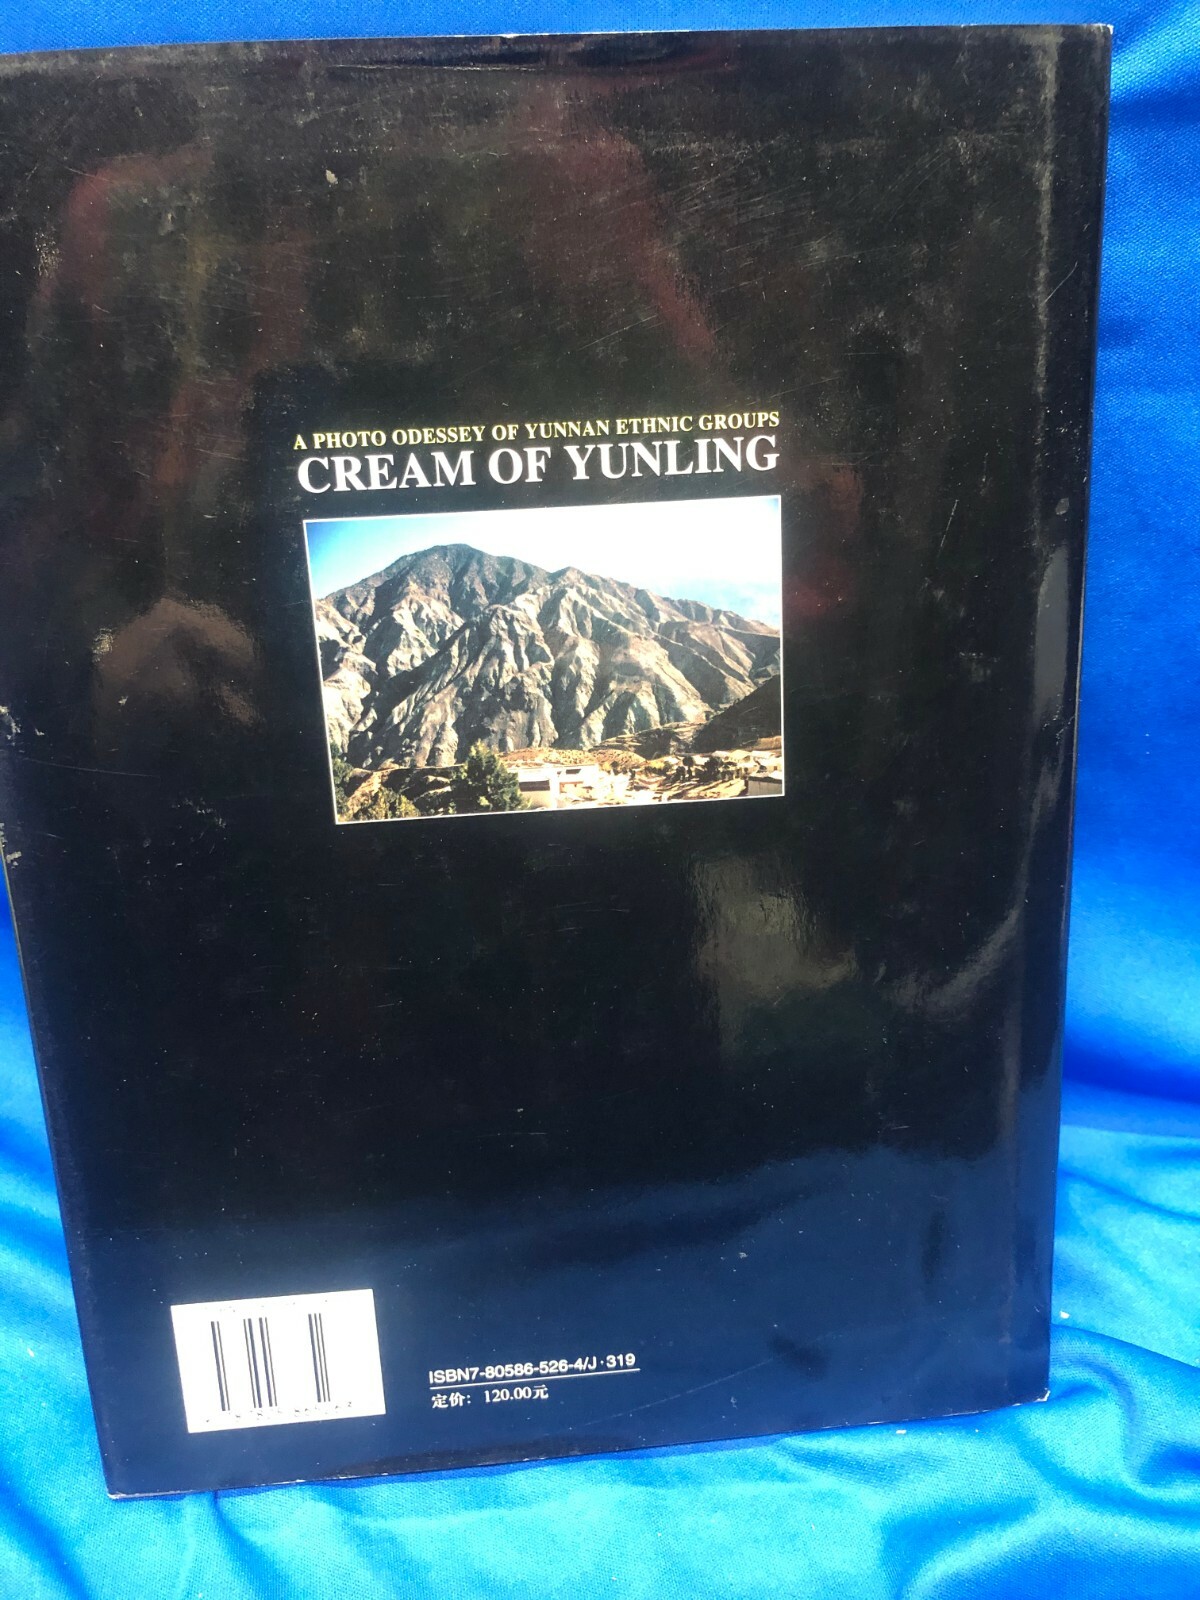 A PHOTO ODESSEY OF YUNNAN ETHNIC GROUPS
CREAM OF YUNLING
ISBN7-80586-526-4/J·319
定价：120.00元